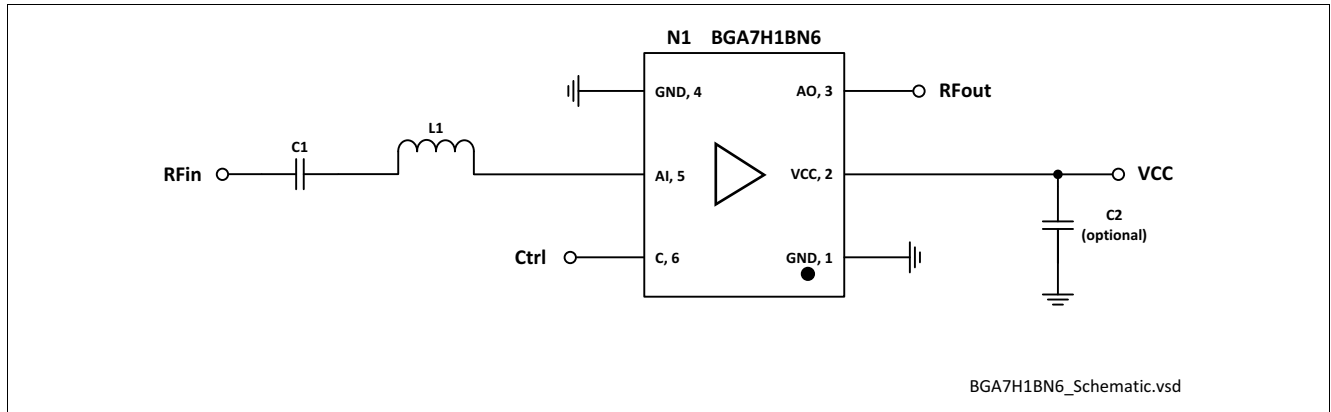 N1 BGA7H1BN6
GND, 4
AO, 3
RFout
C1
L1
RFin
AI, 5
VCC, 2
VCC
C2
(optional)
Ctrl
C, 6
GND, 1
BGA7H1BN6_Schematic.vsd